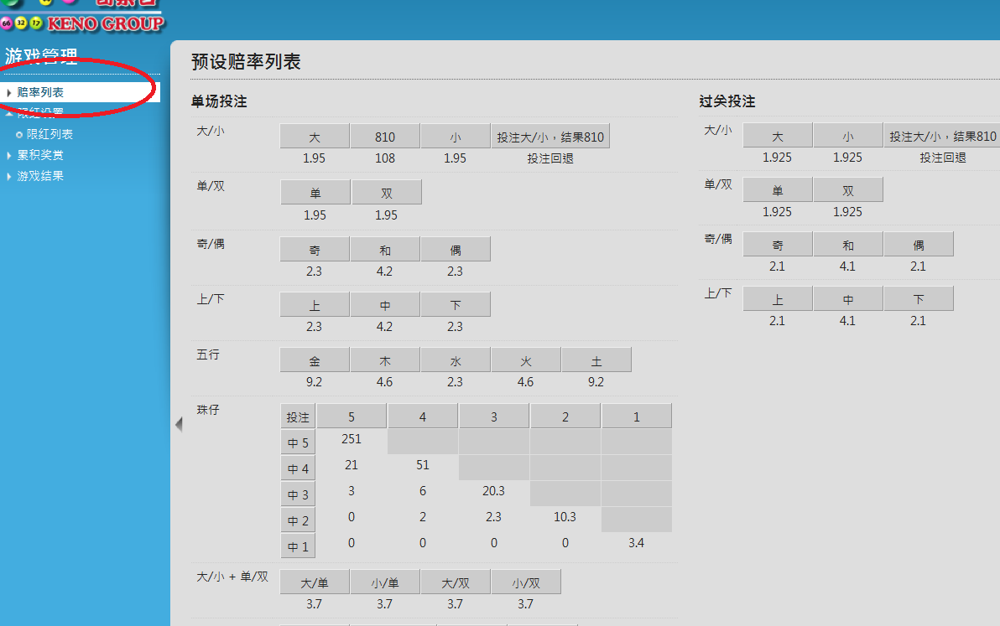 66 32 17 KENO GROUP
游戏管理
赔率列表
限红设置
限红列表
累积奖赏
游戏结果
预设赔率列表
单场投注
大/小
大 810 小 投注大/小，结果810
1.95 108 1.95 投注回退
单/双
单 双
1.95 1.95
奇/偶
奇 和 偶
2.3 4.2 2.3
上/下
上 中 下
2.3 4.2 2.3
五行
金 木 水 火 土
9.2 4.6 2.3 4.6 9.2
珠仔
投注 5 4 3 2 1
中 5 251
中 4 21 51
中 3 3 6 20.3
中 2 0 2 2.3 10.3
中 1 0 0 0 0 3.4
大/小 + 单/双
大/单 小/单 大/双 小/双
3.7 3.7 3.7 3.7
过关投注
大/小
大 小 投注大/小，结果810
1.925 1.925 投注回退
单/双
单 双
1.925 1.925
奇/偶
奇 和 偶
2.1 4.1 2.1
上/下
上 中 下
2.1 4.1 2.1